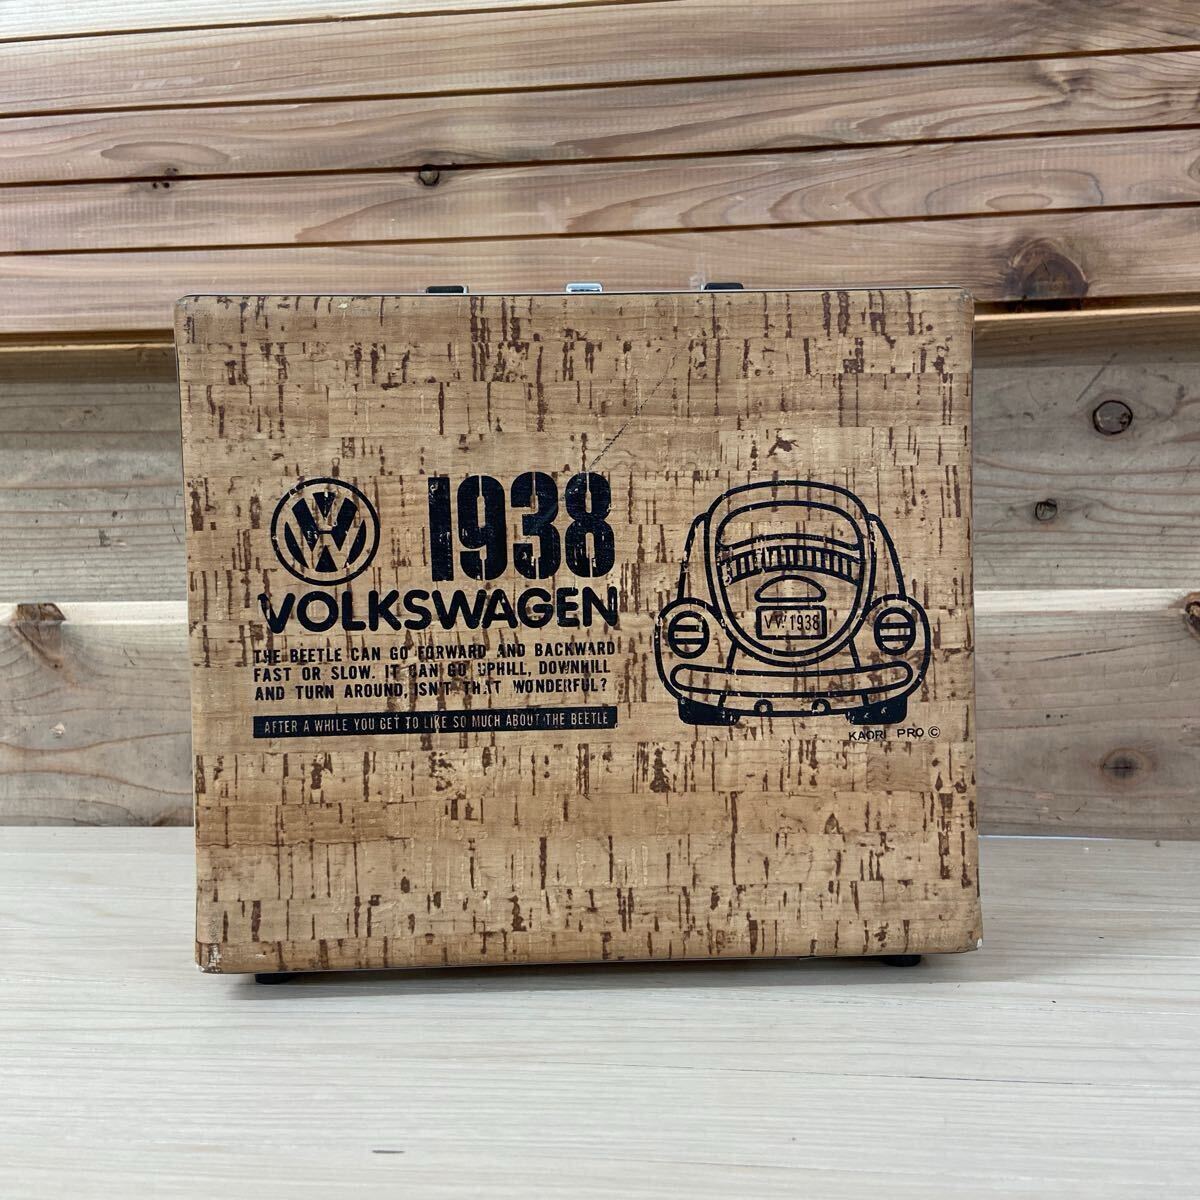 1938
VOLKSWAGEN
THE BEETLE CAN GO FORWARD AND BACKWARD
FAST OR SLOW. IT CAN GO UPHILL, DOWNHILL
AND TURN AROUND, ISN'T THAT WONDERFUL?
AFTER A WHILE YOU GET TO LIKE SO MUCH ABOUT THE BEETLE
VW 1938
KAORI PRO ©